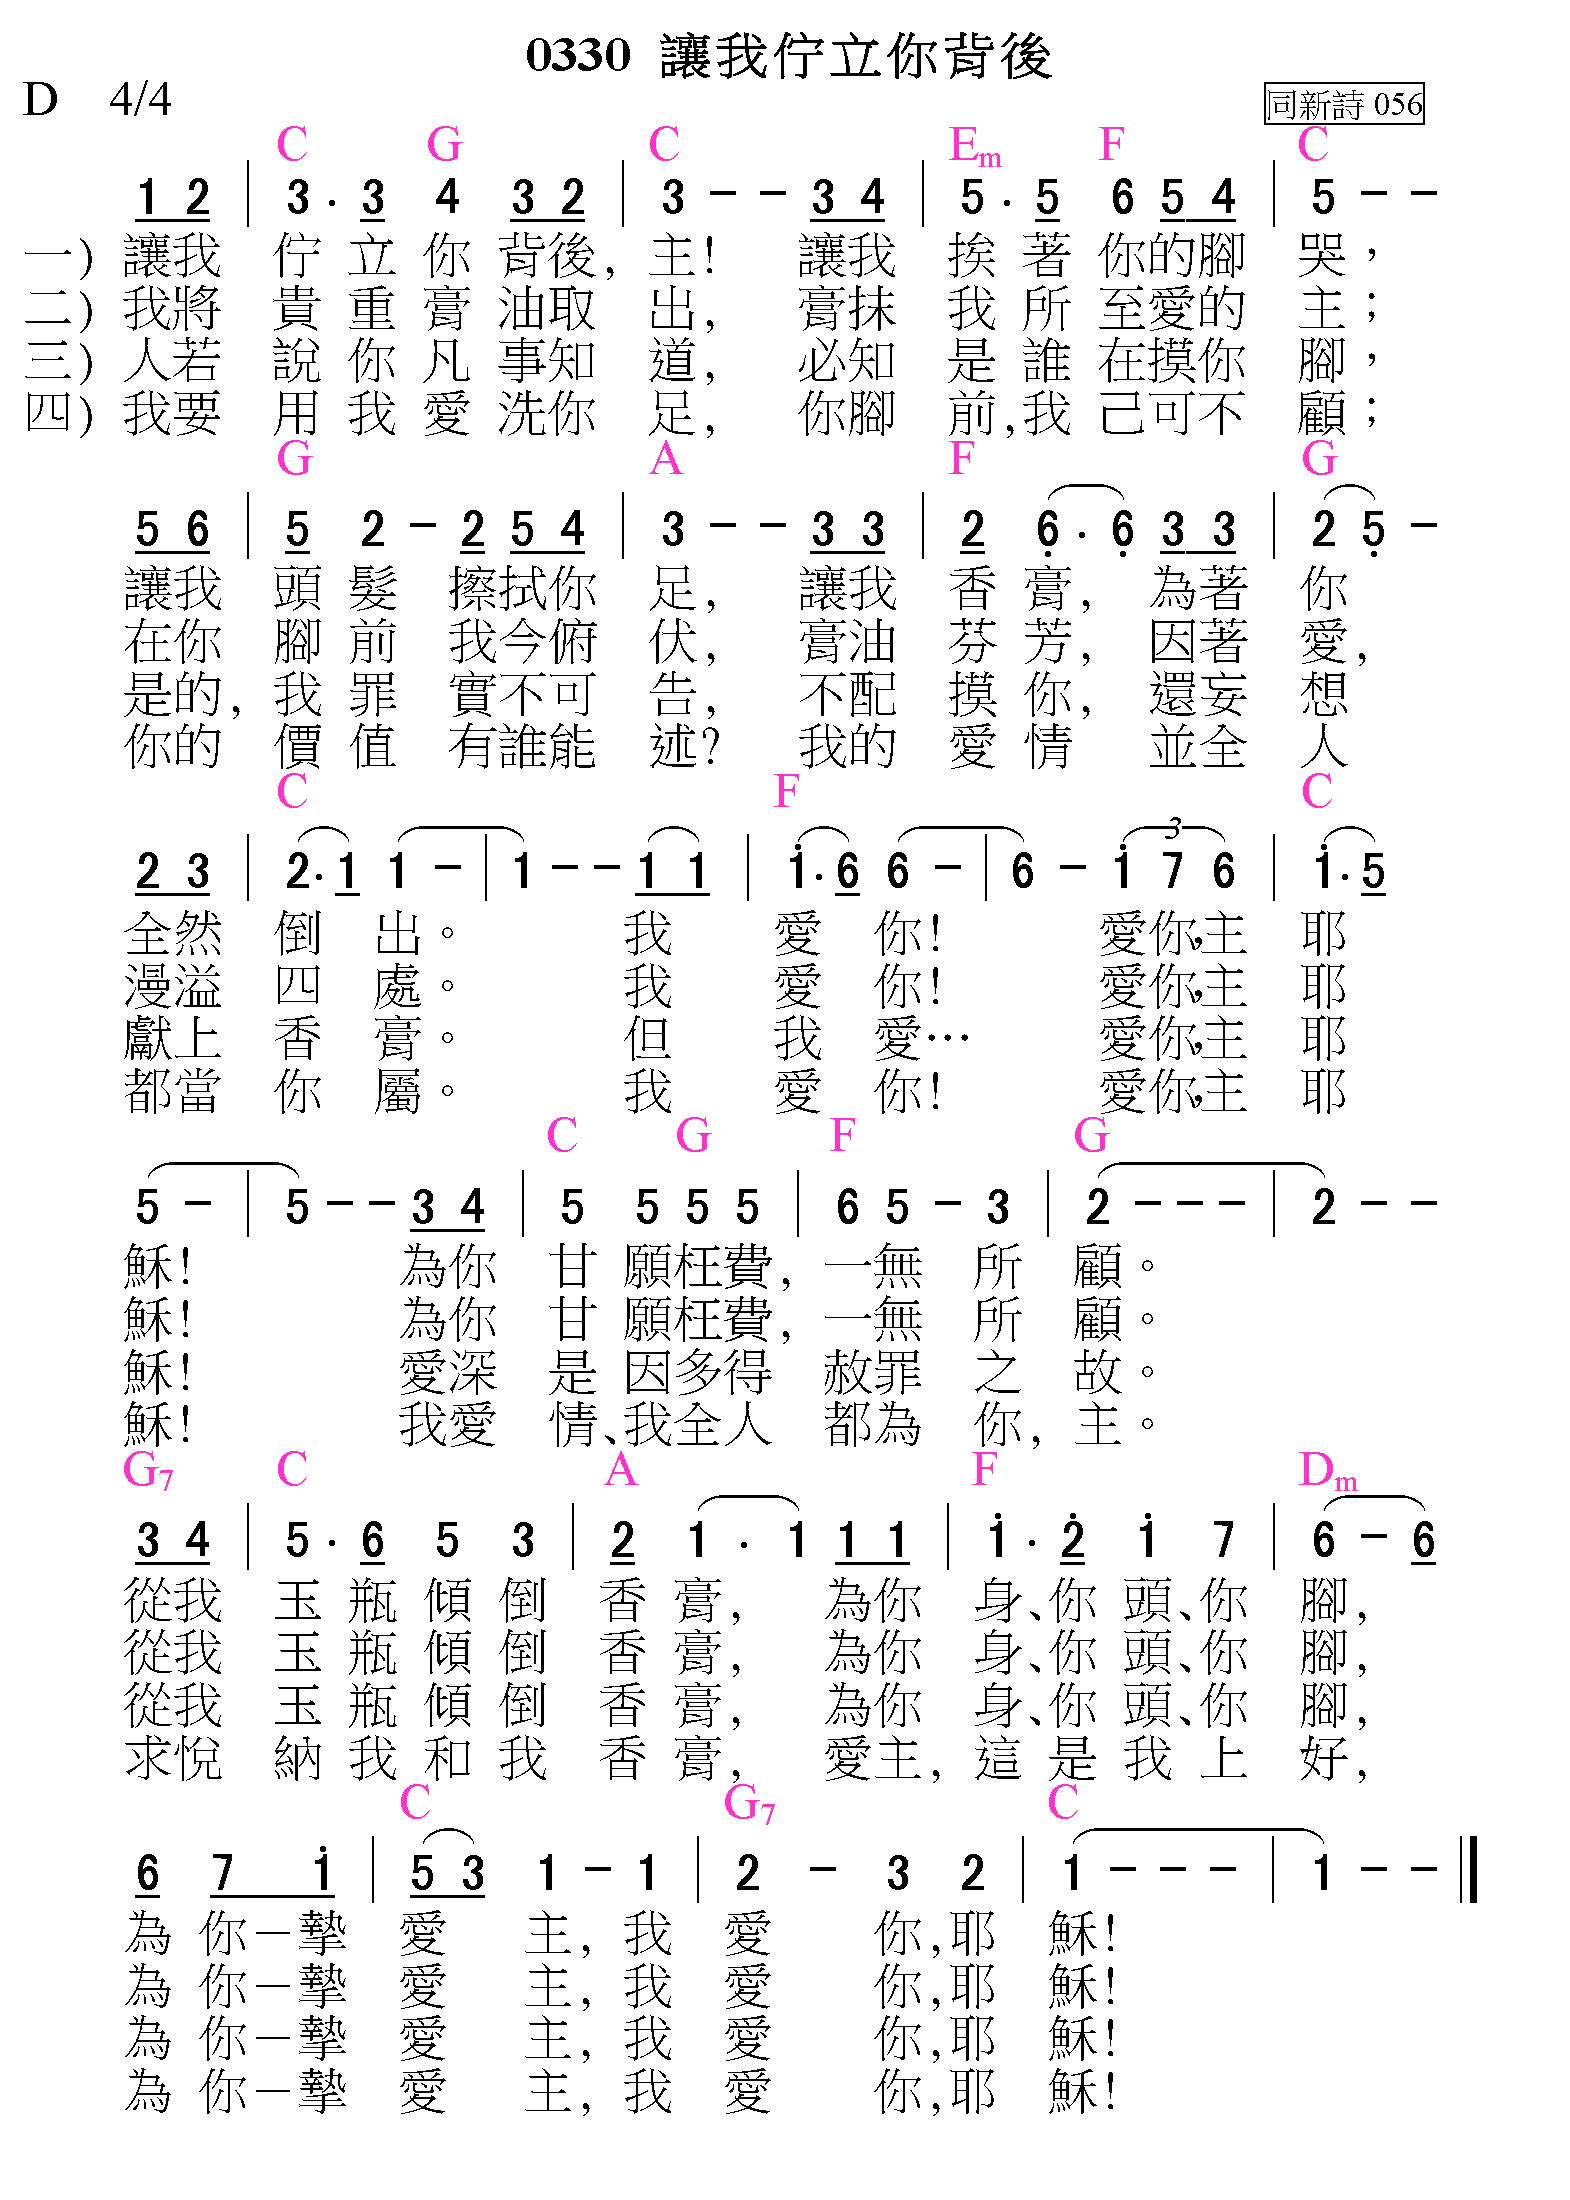 0330 讓我佇立你背後
D 4/4 同新詩 056
C G C Em F C
1 2 | 3 . 3 4 3 2 | 3 - - 3 4 | 5 . 5 6 5 4 | 5 - -
一) 讓我 佇 立 你 背後, 主! 讓我 挨 著 你的腳 哭,
二) 我將 貴 重 膏 油取 出, 膏抹 我 所 至愛的 主;
三) 人若 說 你 凡 事知 道, 必知 是 誰 在摸你 腳,
四) 我要 用 我 愛 洗你 足, 你腳 前,我 己可不 顧;
G A F G
5 6 | 5 2 - 2 5 4 | 3 - - 3 3 | 2 6̣ . 6̣ 3 3 | 2 5̣ -
讓我 頭 髮 擦拭你 足, 讓我 香 膏, 為著 你
在你 腳 前 我今俯 伏, 膏油 芬 芳, 因著 愛,
是的, 我 罪 實不可 告, 不配 摸 你, 還妄 想
你的 價 值 有誰能 述? 我的 愛 情 並全 人
C F C
2 3 | 2 . 1 1 - | 1 - - 1 1 | 1̇ . 6 6 - | 6 - 3 1̇ 7 6 | 1̇ . 5
全然 倒 出。 我 愛 你! 愛你,主 耶
漫溢 四 處。 我 愛 你! 愛你,主 耶
獻上 香 膏。 但 我 愛… 愛你,主 耶
都當 你 屬。 我 愛 你! 愛你,主 耶
C G F G
5 - | 5 - - 3 4 | 5 5 5 5 | 6 5 - 3 | 2 - - - | 2 - -
穌! 為你 甘 願枉費, 一無 所 顧。
穌! 為你 甘 願枉費, 一無 所 顧。
穌! 愛深 是 因多得 赦罪 之 故。
穌! 我愛 情、我全人 都為 你, 主。
G7 C A F Dm
3 4 | 5 . 6 5 3 | 2 1 . 1 1 1 | 1̇ . 2̇ 1̇ 7 | 6 - 6
從我 玉 瓶 傾 倒 香 膏, 為你 身、你 頭、你 腳,
從我 玉 瓶 傾 倒 香 膏, 為你 身、你 頭、你 腳,
從我 玉 瓶 傾 倒 香 膏, 為你 身、你 頭、你 腳,
求悅 納 我 和 我 香 膏, 愛主, 這 是 我 上 好,
C G7 C
6 7 1̇ | 5 3 1 - 1 | 2 - 3 2 | 1 - - - | 1 - -
為 你－摯 愛 主, 我 愛 你,耶 穌!
為 你－摯 愛 主, 我 愛 你,耶 穌!
為 你－摯 愛 主, 我 愛 你,耶 穌!
為 你－摯 愛 主, 我 愛 你,耶 穌!